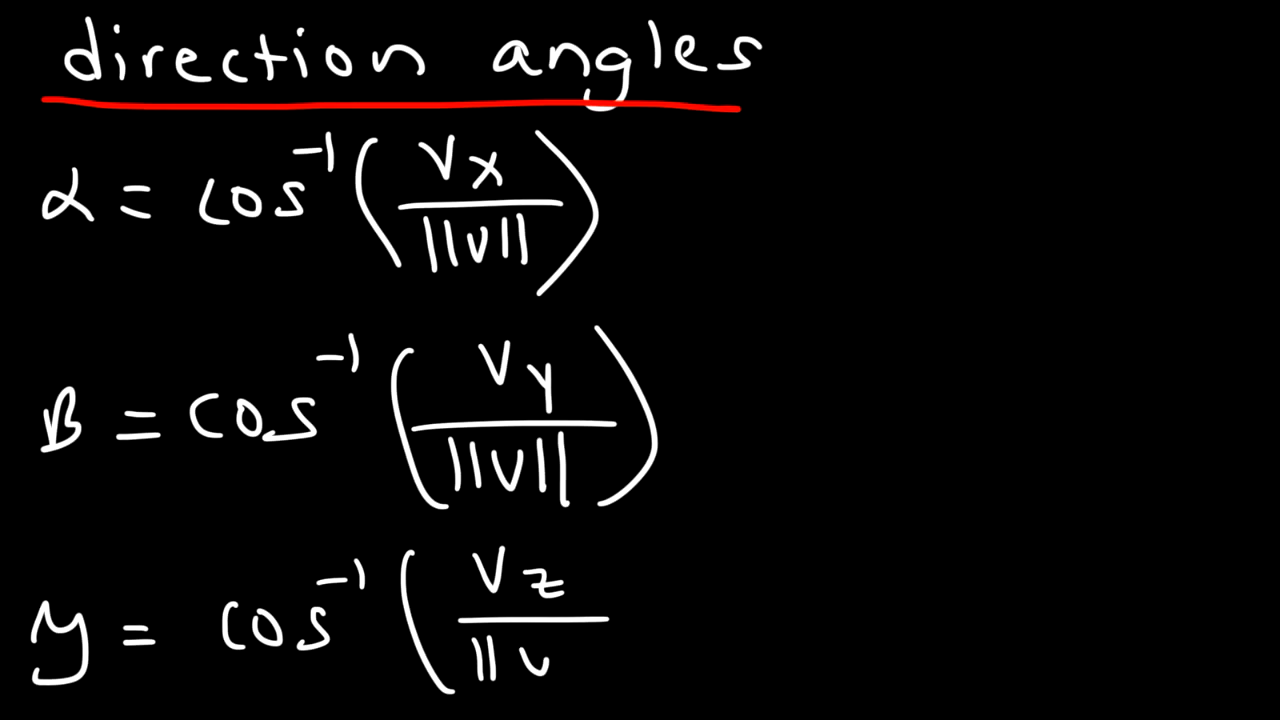 direction angles
α = cos⁻¹ (Vx / ||v||)
β = cos⁻¹ (Vy / ||v||)
γ = cos⁻¹ (Vz / ||v